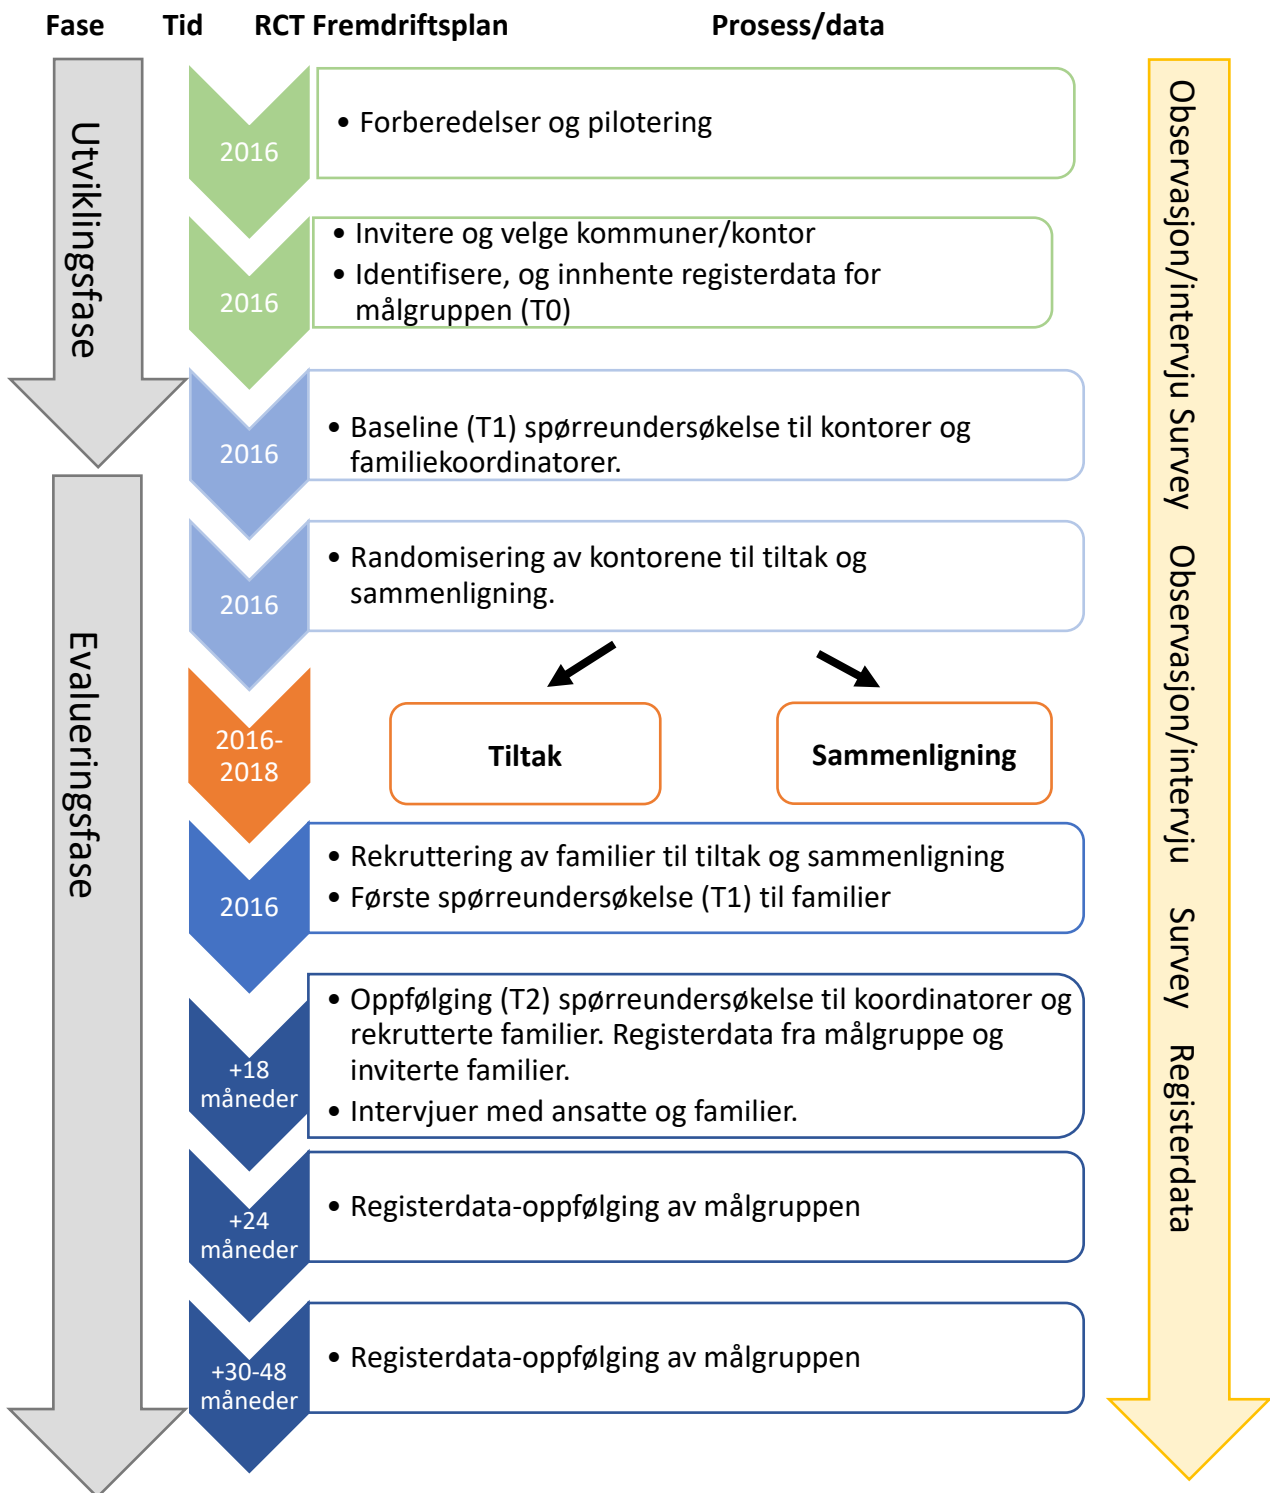 Fase Tid RCT Fremdriftsplan Prosess/data
Utviklingsfase
2016
• Forberedelser og pilotering
2016
• Invitere og velge kommuner/kontor
• Identifisere, og innhente registerdata for
målgruppen (T0)
2016
• Baseline (T1) spørreundersøkelse til kontorer og
familiekoordinatorer.
Evalueringsfase
2016
• Randomisering av kontorene til tiltak og
sammenligning.
2016-
2018
Tiltak
Sammenligning
2016
• Rekruttering av familier til tiltak og sammenligning
• Første spørreundersøkelse (T1) til familier
+18
måneder
• Oppfølging (T2) spørreundersøkelse til koordinatorer og
rekrutterte familier. Registerdata fra målgruppe og
inviterte familier.
• Intervjuer med ansatte og familier.
+24
måneder
• Registerdata-oppfølging av målgruppen
+30-48
måneder
• Registerdata-oppfølging av målgruppen
Observasjon/intervju Survey Observasjon/intervju Survey Registerdata